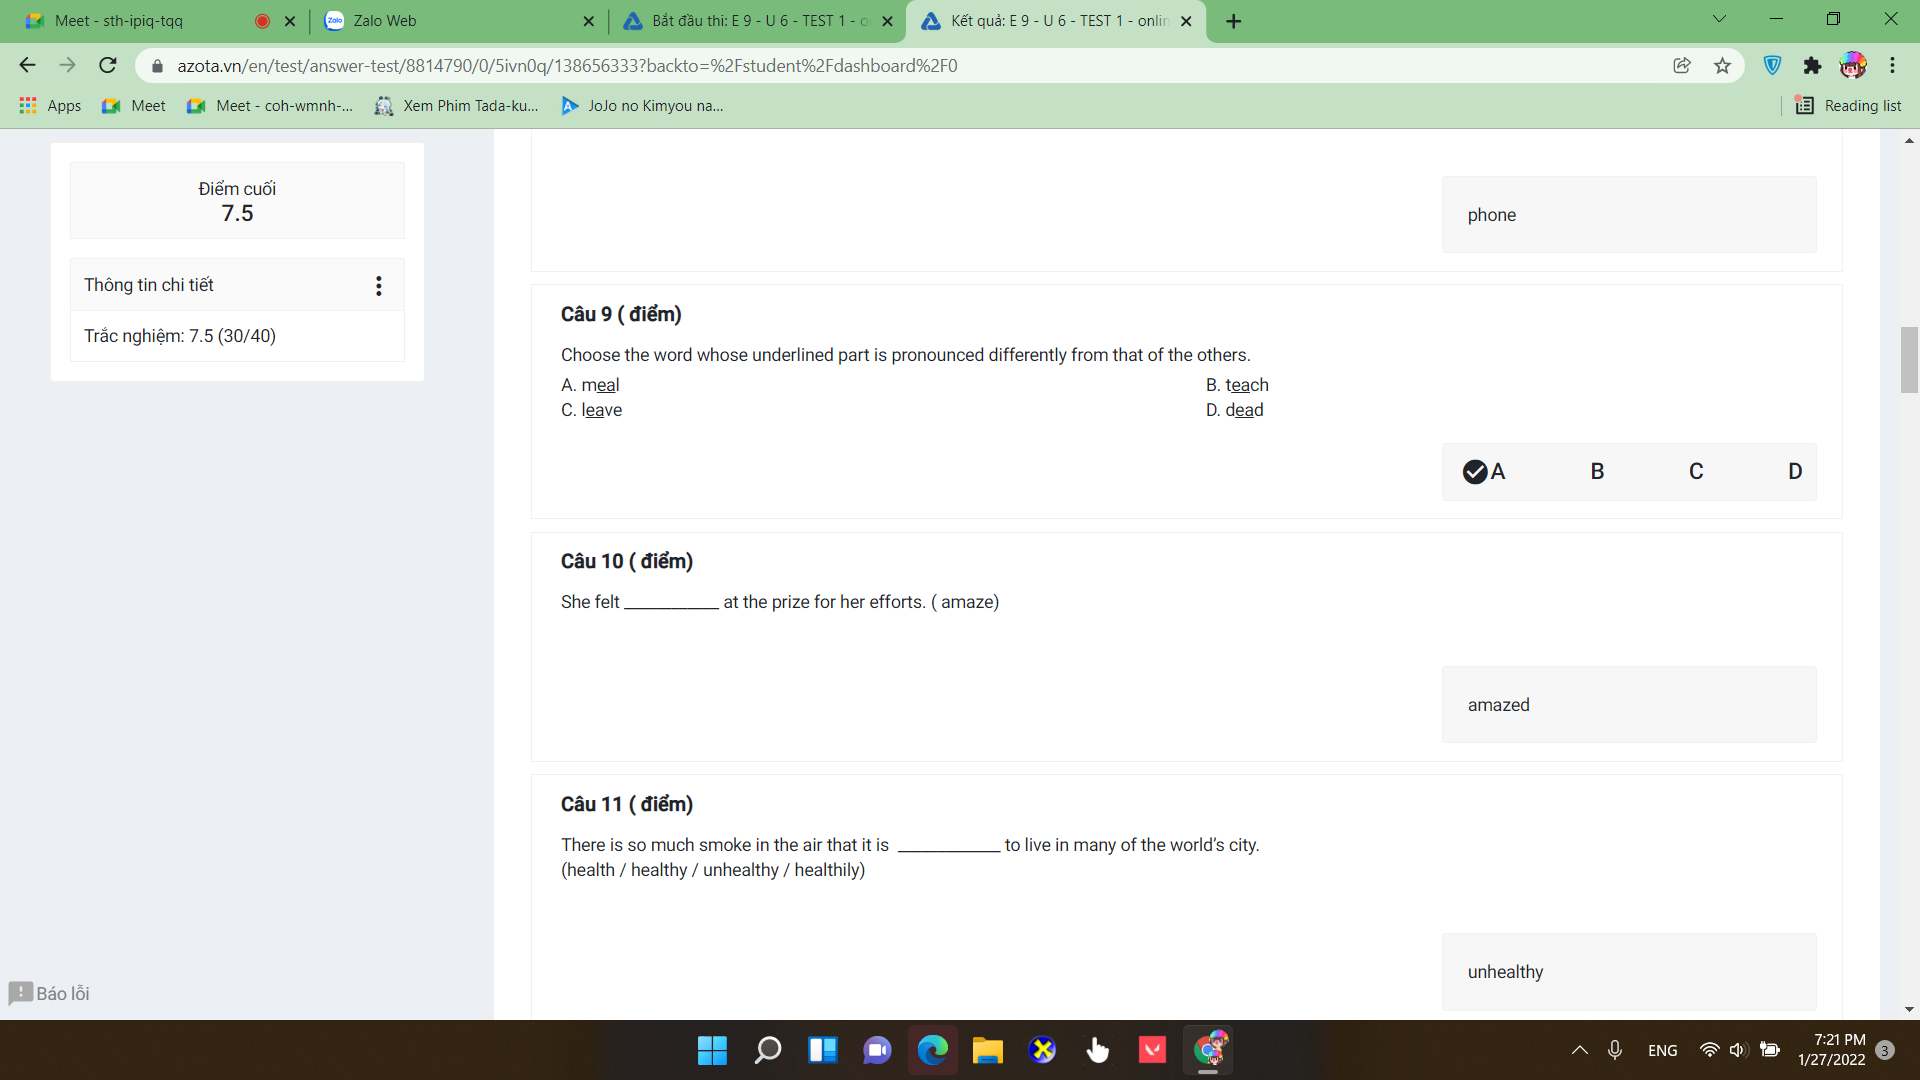 Meet - sth-ipiq-tqq
Zalo Web
Bắt đầu thi: E 9 - U 6 - TEST 1 - o
Kết quả: E 9 - U 6 - TEST 1 - onlin
azota.vn/en/test/answer-test/8814790/0/5ivn0q/138656333?backto=%2Fstudent%2Fdashboard%2F0
Apps
Meet
Meet - coh-wmnh-...
Xem Phim Tada-ku...
JoJo no Kimyou na...
Reading list
Điểm cuối
7.5
Thông tin chi tiết
Trắc nghiệm: 7.5 (30/40)
phone
Câu 9 ( điểm)
Choose the word whose underlined part is pronounced differently from that of the others.
A. meal
B. teach
C. leave
D. dead
A B C D
Câu 10 ( điểm)
She felt __________ at the prize for her efforts. ( amaze)
amazed
Câu 11 ( điểm)
There is so much smoke in the air that it is ___________ to live in many of the world's city.
(health / healthy / unhealthy / healthily)
unhealthy
Báo lỗi
ENG
7:21 PM
1/27/2022
3